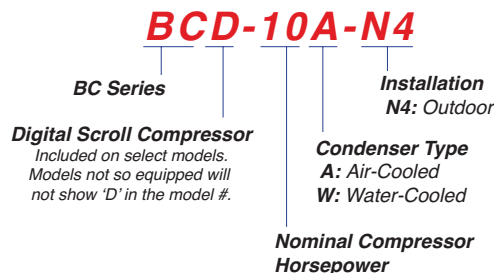 BCD-10A-N4
BC Series
Installation
N4: Outdoor
Digital Scroll Compressor
Included on select models.
Models not so equipped will
not show ‘D’ in the model #.
Condenser Type
A: Air-Cooled
W: Water-Cooled
Nominal Compressor
Horsepower